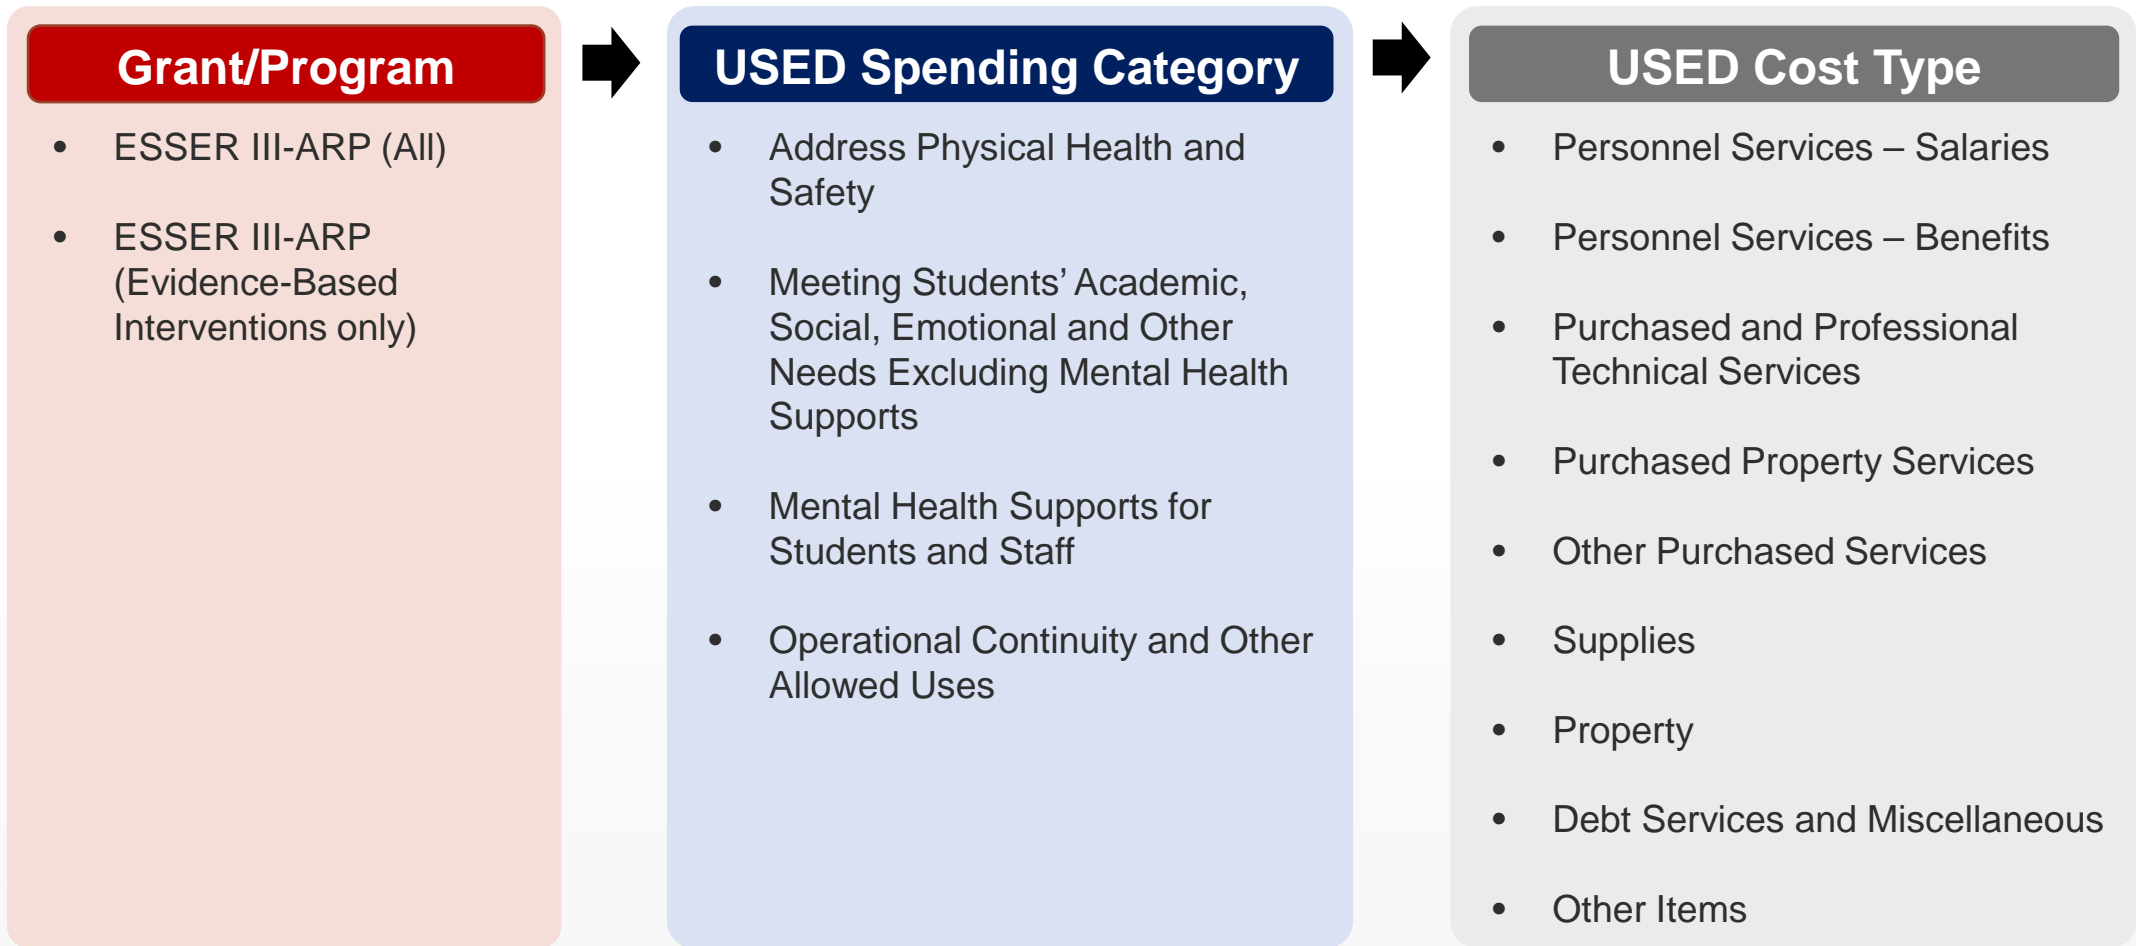 Grant/Program
• ESSER III-ARP (All)
• ESSER III-ARP
(Evidence-Based
Interventions only)
USED Spending Category
• Address Physical Health and
Safety
• Meeting Students’ Academic,
Social, Emotional and Other
Needs Excluding Mental Health
Supports
• Mental Health Supports for
Students and Staff
• Operational Continuity and Other
Allowed Uses
USED Cost Type
• Personnel Services – Salaries
• Personnel Services – Benefits
• Purchased and Professional
Technical Services
• Purchased Property Services
• Other Purchased Services
• Supplies
• Property
• Debt Services and Miscellaneous
• Other Items